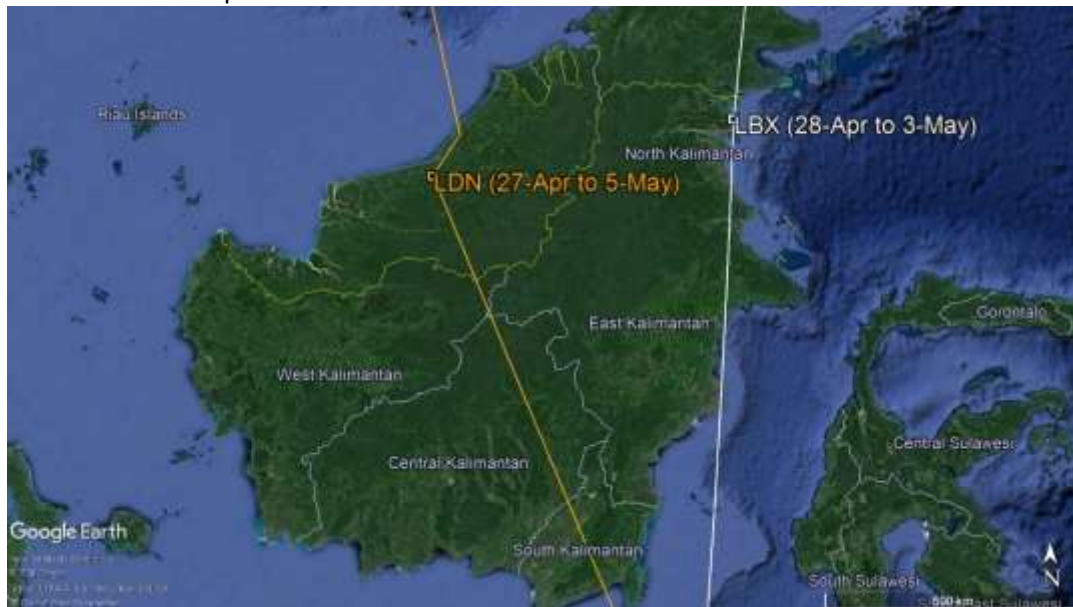 Riau Islands
LBX (28-Apr to 3-May)
North Kalimantan
LDN (27-Apr to 5-May)
Gorontalo
East Kalimantan
West Kalimantan
Central Sulawesi
Central Kalimantan
Google Earth
South Kalimantan
N
South Sulawesi